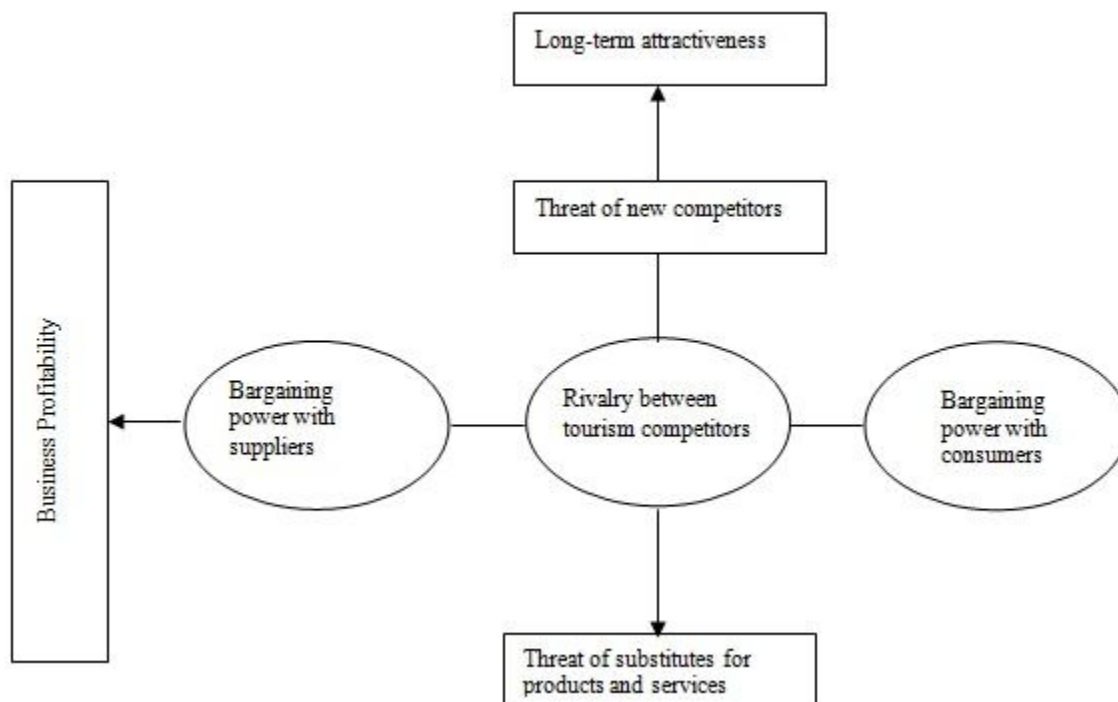 Long-term attractiveness
Threat of new competitors
Business Profitability
Bargaining
power with
suppliers
Rivalry between
tourism competitors
Bargaining
power with
consumers
Threat of substitutes for
products and services